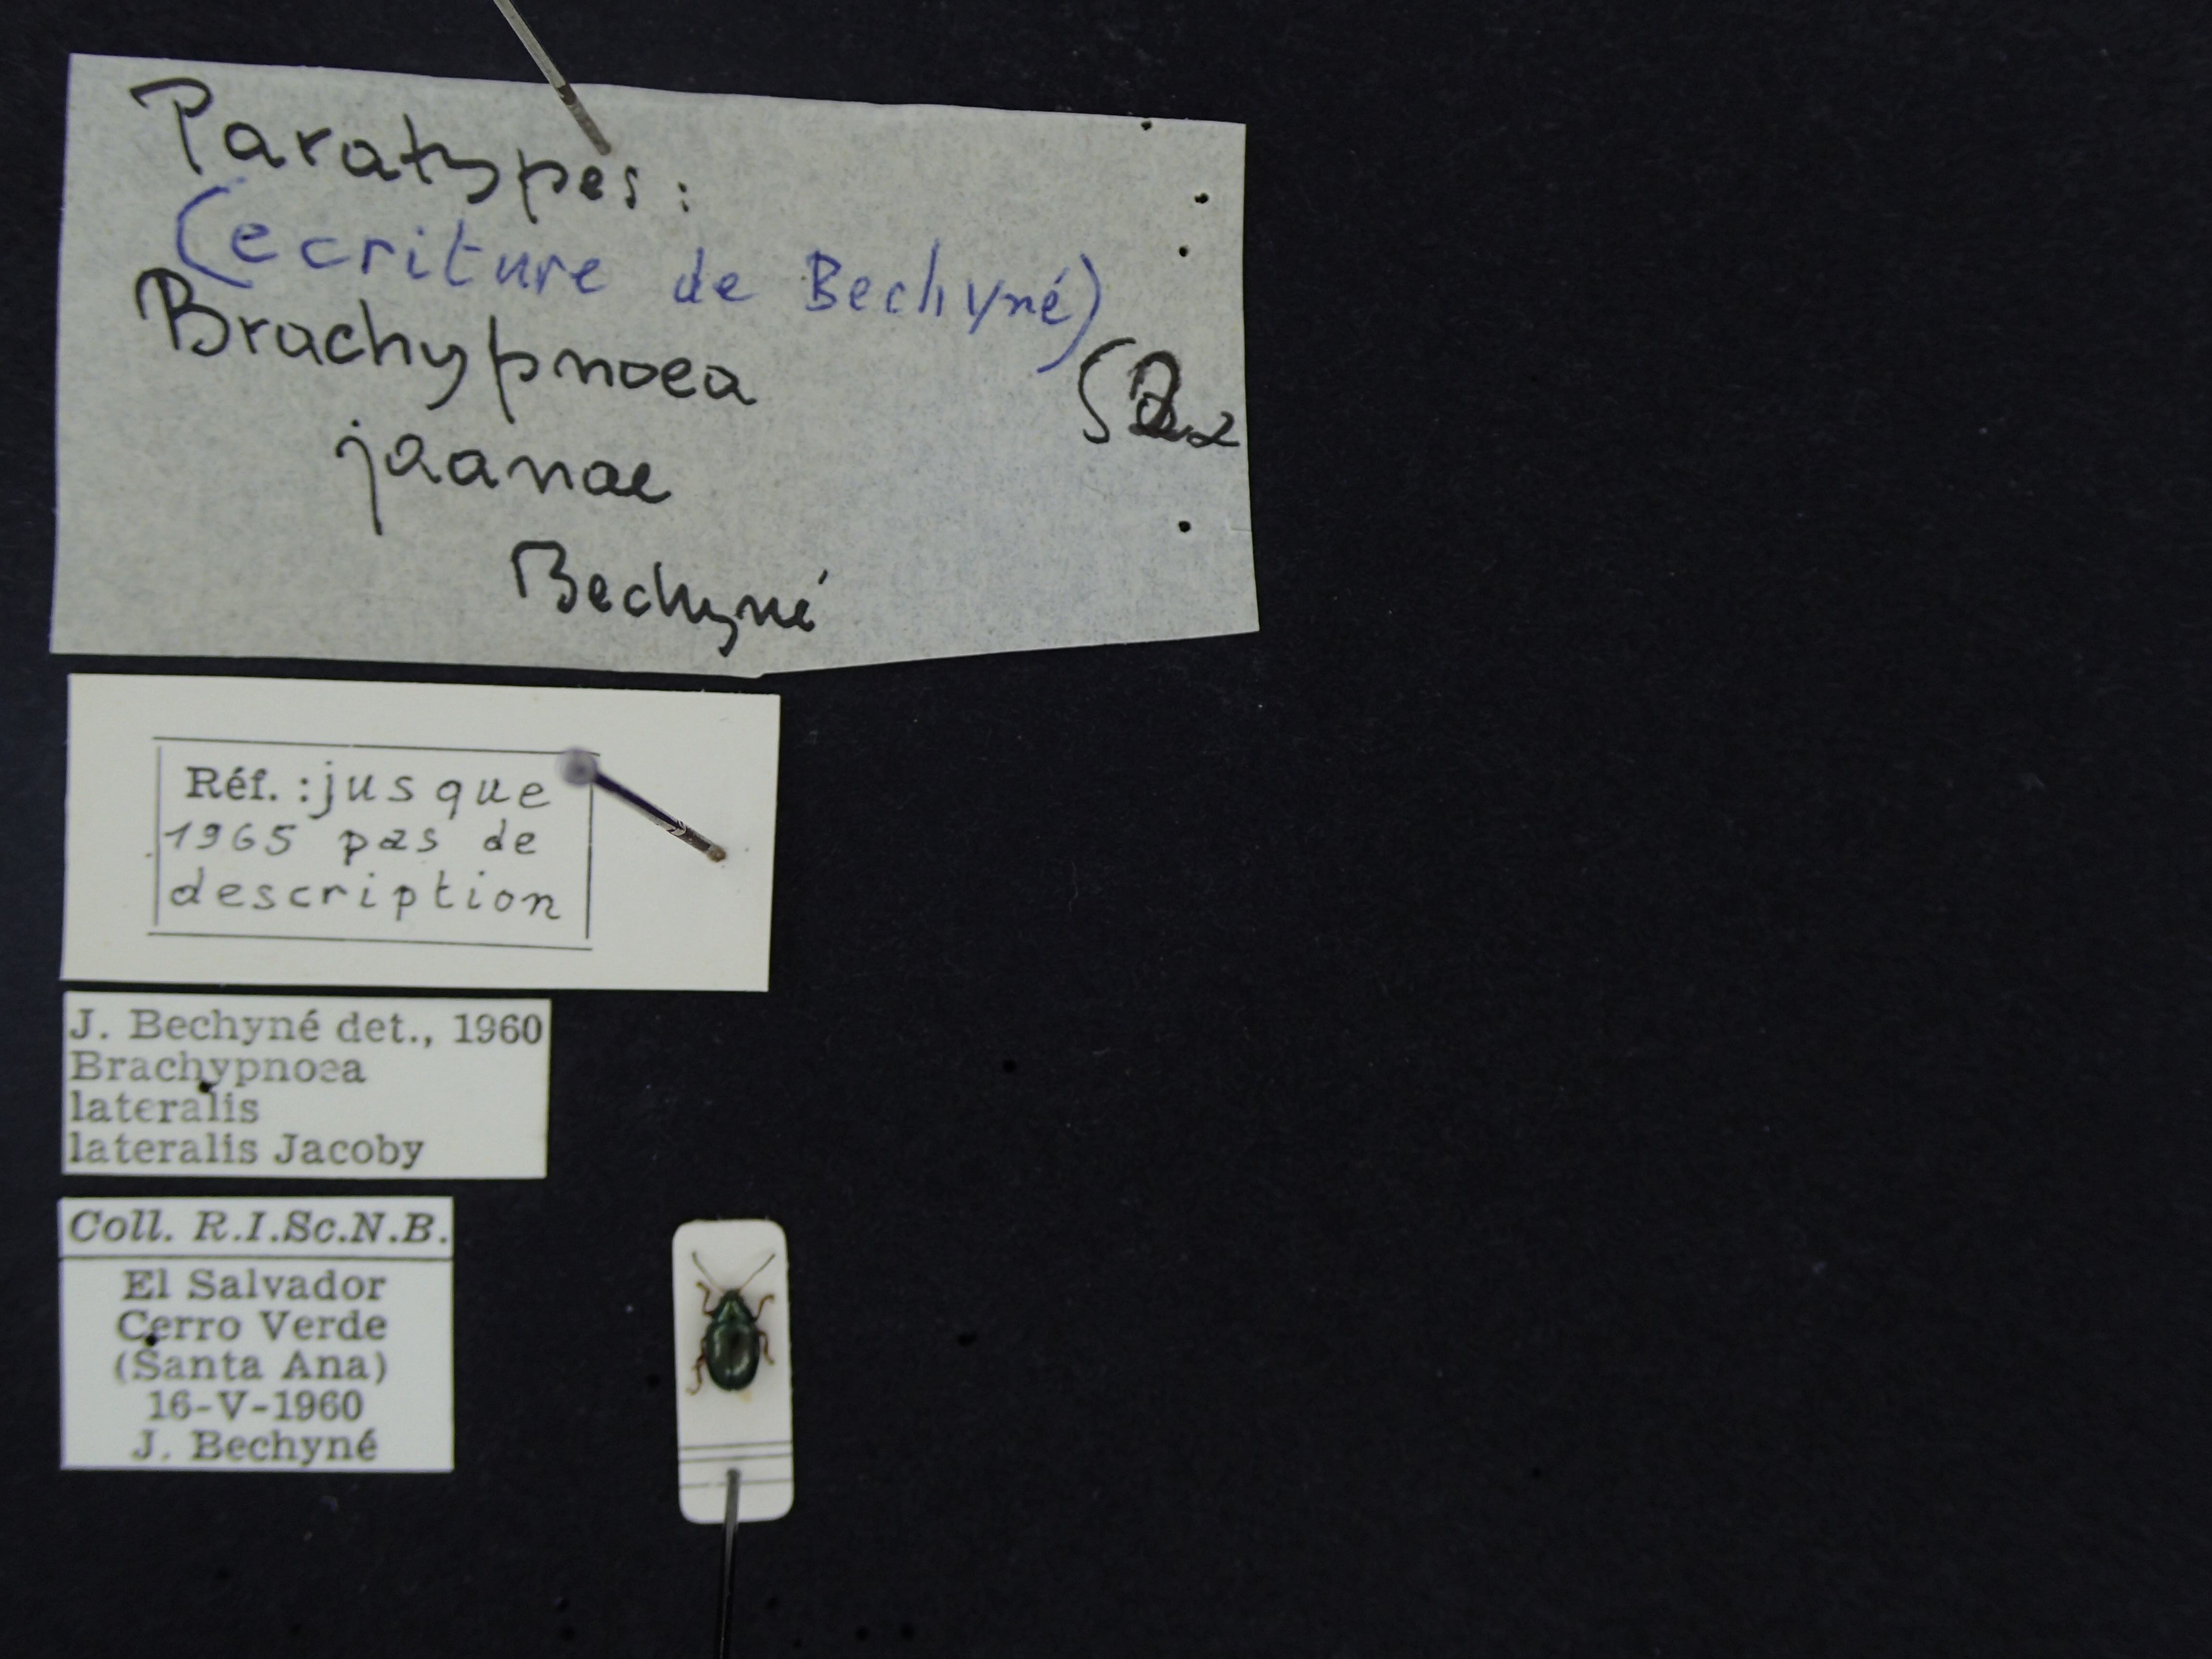 Paratypes:
(ecriture de Bechyné)
Brachypnoea
jaanae
Bechyné
Réf.: jusque
1965 pas de
description
J. Bechyné det., 1960
Brachypnoea
lateralis
lateralis Jacoby
Coll. R.I.Sc.N.B.
El Salvador
Cerro Verde
(Santa Ana)
16-V-1960
J. Bechyné